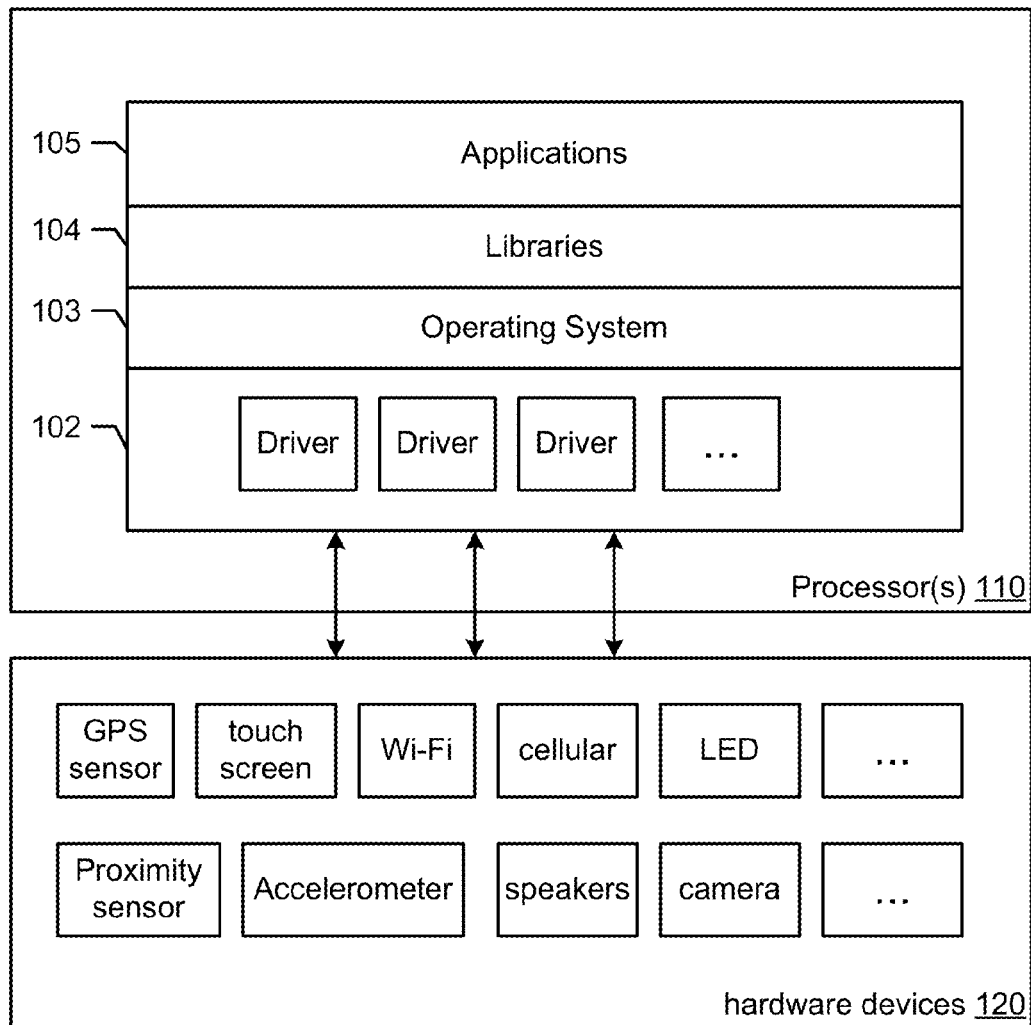 105
Applications
104
Libraries
103
Operating System
102
Driver
Driver
Driver
...
Processor(s) 110
GPS
sensor
touch
screen
Wi-Fi
cellular
LED
...
Proximity
sensor
Accelerometer
speakers
camera
...
hardware devices 120